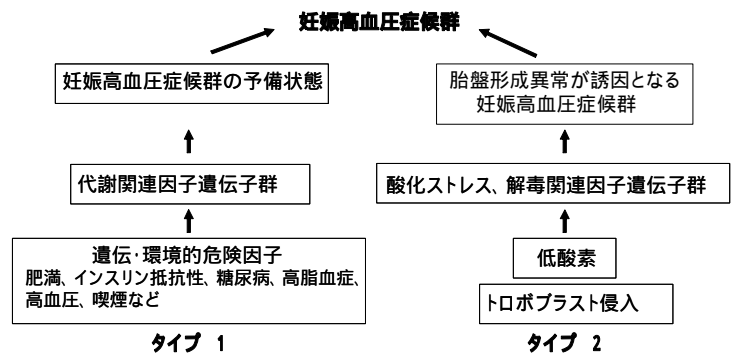 妊娠高血圧症候群
妊娠高血圧症候群の予備状態
代謝関連因子遺伝子群
遺伝・環境的危険因子
肥満、インスリン抵抗性、糖尿病、高脂血症、
高血圧、喫煙など
タイプ 1
胎盤形成異常が誘因となる
妊娠高血圧症候群
酸化ストレス、解毒関連因子遺伝子群
低酸素
トロボブラスト侵入
タイプ 2